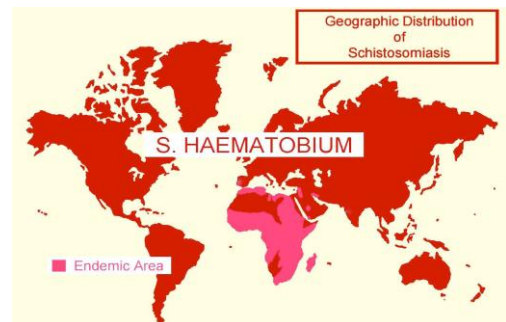 Geographic Distribution
of
Schistosomiasis
S. HAEMATOBIUM
Endemic Area